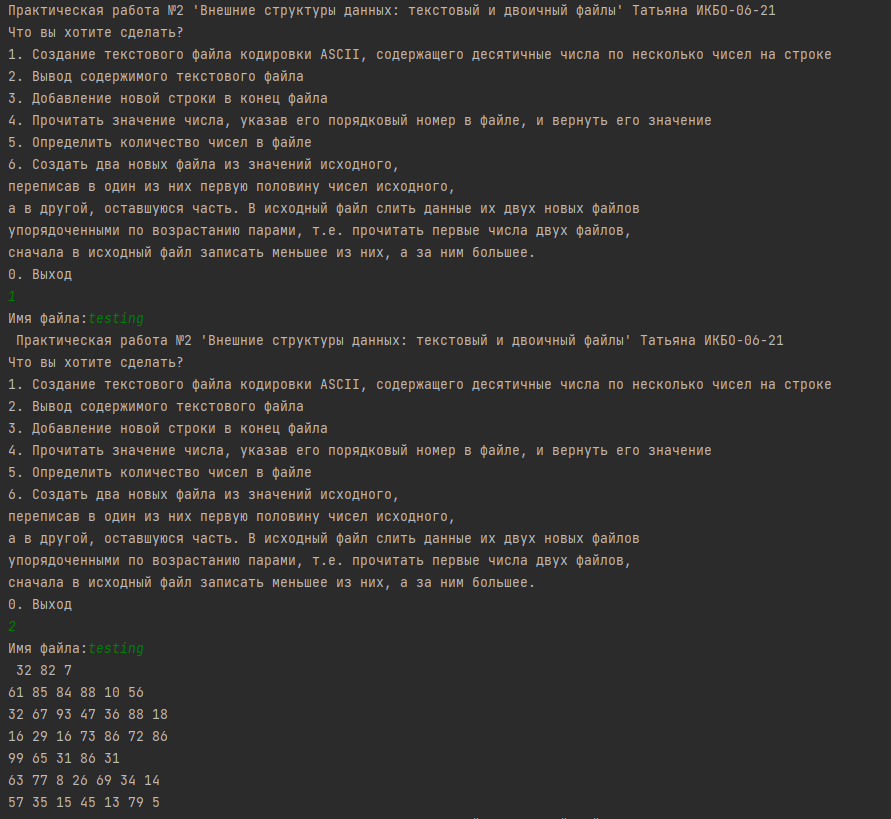 Практическая работа №2 'Внешние структуры данных: текстовый и двоичный файлы' Татьяна ИКБО-06-21
Что вы хотите сделать?
1. Создание текстового файла кодировки ASCII, содержащего десятичные числа по несколько чисел на строке
2. Вывод содержимого текстового файла
3. Добавление новой строки в конец файла
4. Прочитать значение числа, указав его порядковый номер в файле, и вернуть его значение
5. Определить количество чисел в файле
6. Создать два новых файла из значений исходного,
переписав в один из них первую половину чисел исходного,
а в другой, оставшуюся часть. В исходный файл слить данные их двух новых файлов
упорядоченными по возрастанию парами, т.е. прочитать первые числа двух файлов,
сначала в исходный файл записать меньшее из них, а за ним большее.
0. Выход
1
Имя файла:testing
Практическая работа №2 'Внешние структуры данных: текстовый и двоичный файлы' Татьяна ИКБО-06-21
Что вы хотите сделать?
1. Создание текстового файла кодировки ASCII, содержащего десятичные числа по несколько чисел на строке
2. Вывод содержимого текстового файла
3. Добавление новой строки в конец файла
4. Прочитать значение числа, указав его порядковый номер в файле, и вернуть его значение
5. Определить количество чисел в файле
6. Создать два новых файла из значений исходного,
переписав в один из них первую половину чисел исходного,
а в другой, оставшуюся часть. В исходный файл слить данные их двух новых файлов
упорядоченными по возрастанию парами, т.е. прочитать первые числа двух файлов,
сначала в исходный файл записать меньшее из них, а за ним большее.
0. Выход
2
Имя файла:testing
32 82 7
61 85 84 88 10 56
32 67 93 47 36 88 18
16 29 16 73 86 72 86
99 65 31 86 31
63 77 8 26 69 34 14
57 35 15 45 13 79 5